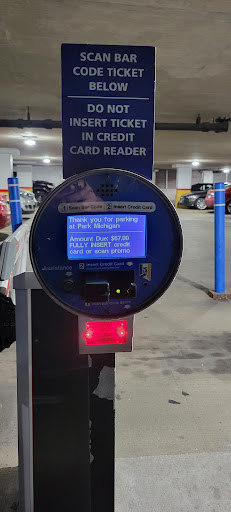 SCAN BAR
CODE TICKET
BELOW
DO NOT
INSERT TICKET
IN CREDIT
CARD READER
1 Scan Bar Code 2 Insert Credit Card
Thank you for parking
at Park Michigan
Amount Due: $67.00
FULLY INSERT credit
card or scan promo
Assistance
2 Insert Credit Card